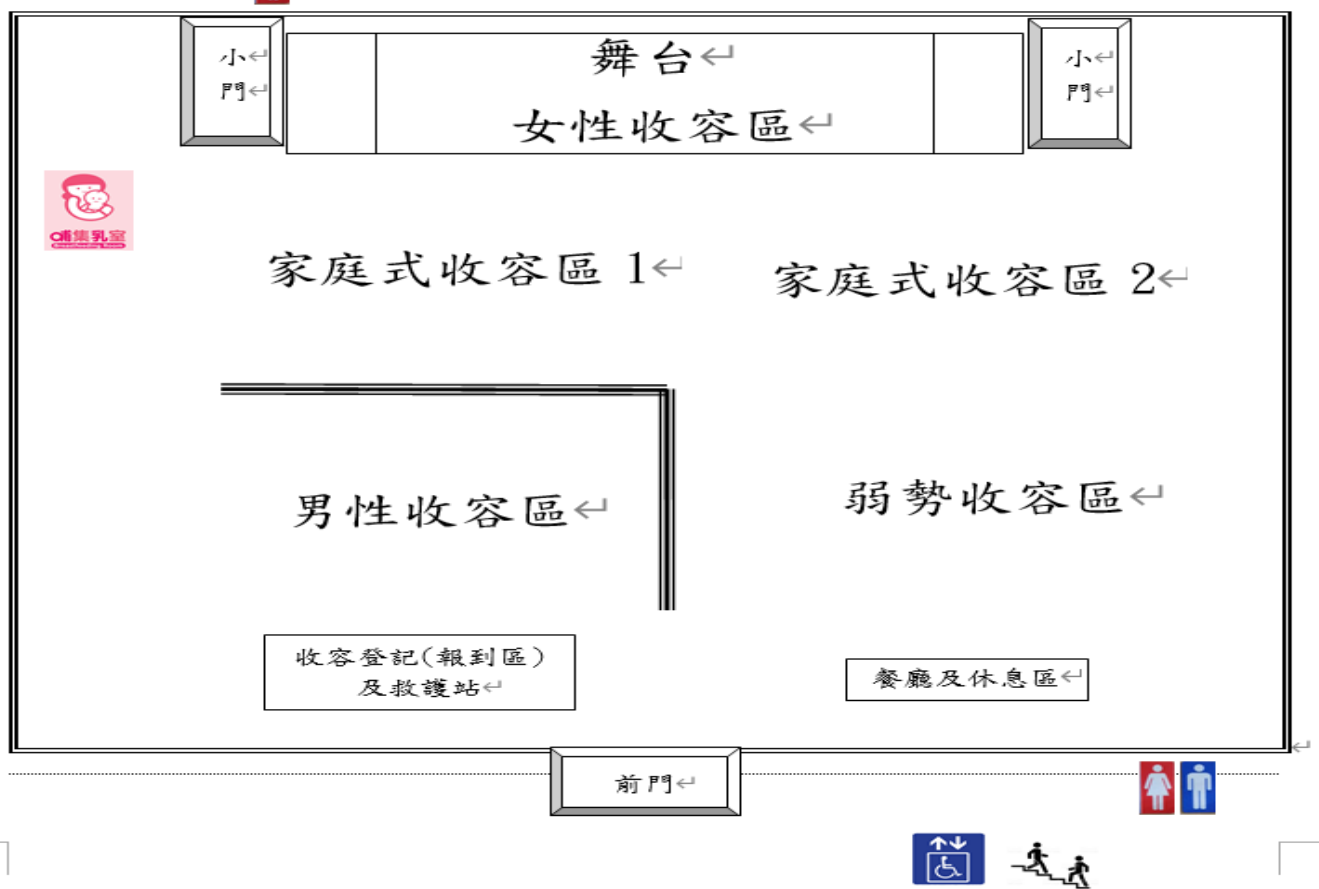 小
門
舞台
女性收容區
小
門
哺集乳室
家庭式收容區 1
家庭式收容區 2
男性收容區
弱勢收容區
收容登記(報到區)
及救護站
餐廳及休息區
前門